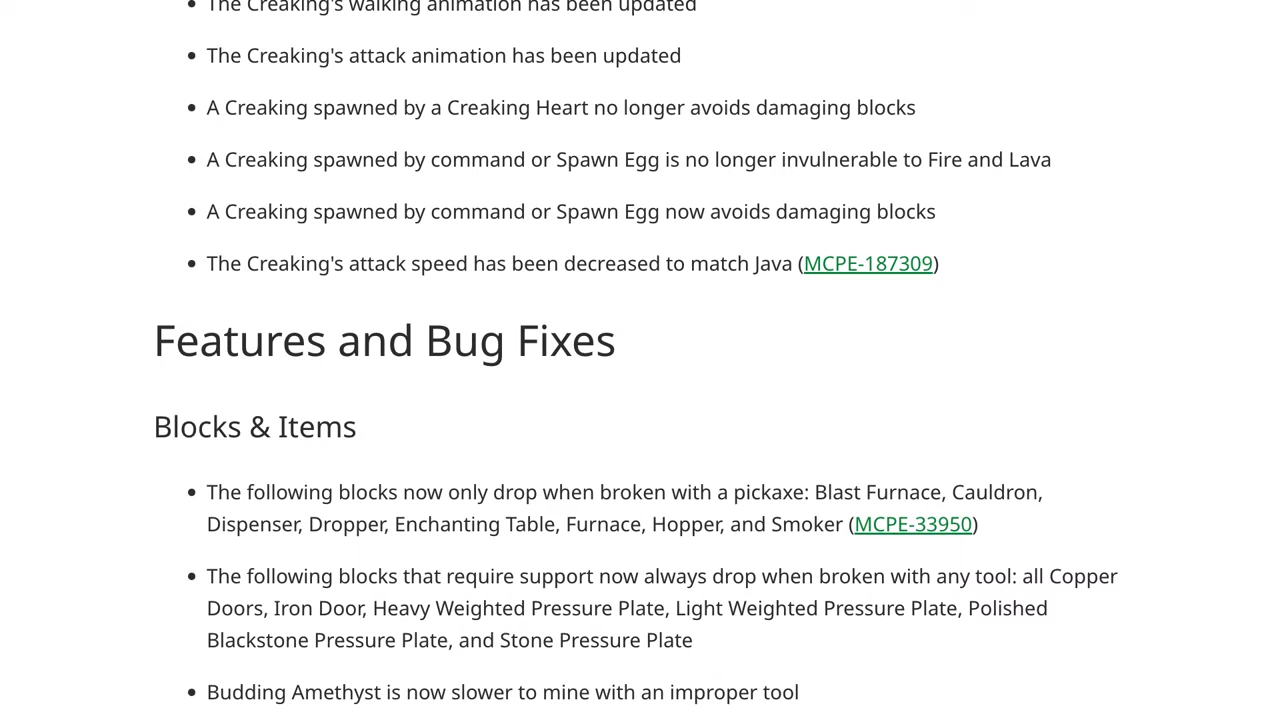 The Creaking's walking animation has been updated
The Creaking's attack animation has been updated
A Creaking spawned by a Creaking Heart no longer avoids damaging blocks
A Creaking spawned by command or Spawn Egg is no longer invulnerable to Fire and Lava
A Creaking spawned by command or Spawn Egg now avoids damaging blocks
The Creaking's attack speed has been decreased to match Java (MCPE-187309)
Features and Bug Fixes
Blocks & Items
The following blocks now only drop when broken with a pickaxe: Blast Furnace, Cauldron,
Dispenser, Dropper, Enchanting Table, Furnace, Hopper, and Smoker (MCPE-33950)
The following blocks that require support now always drop when broken with any tool: all Copper
Doors, Iron Door, Heavy Weighted Pressure Plate, Light Weighted Pressure Plate, Polished
Blackstone Pressure Plate, and Stone Pressure Plate
Budding Amethyst is now slower to mine with an improper tool